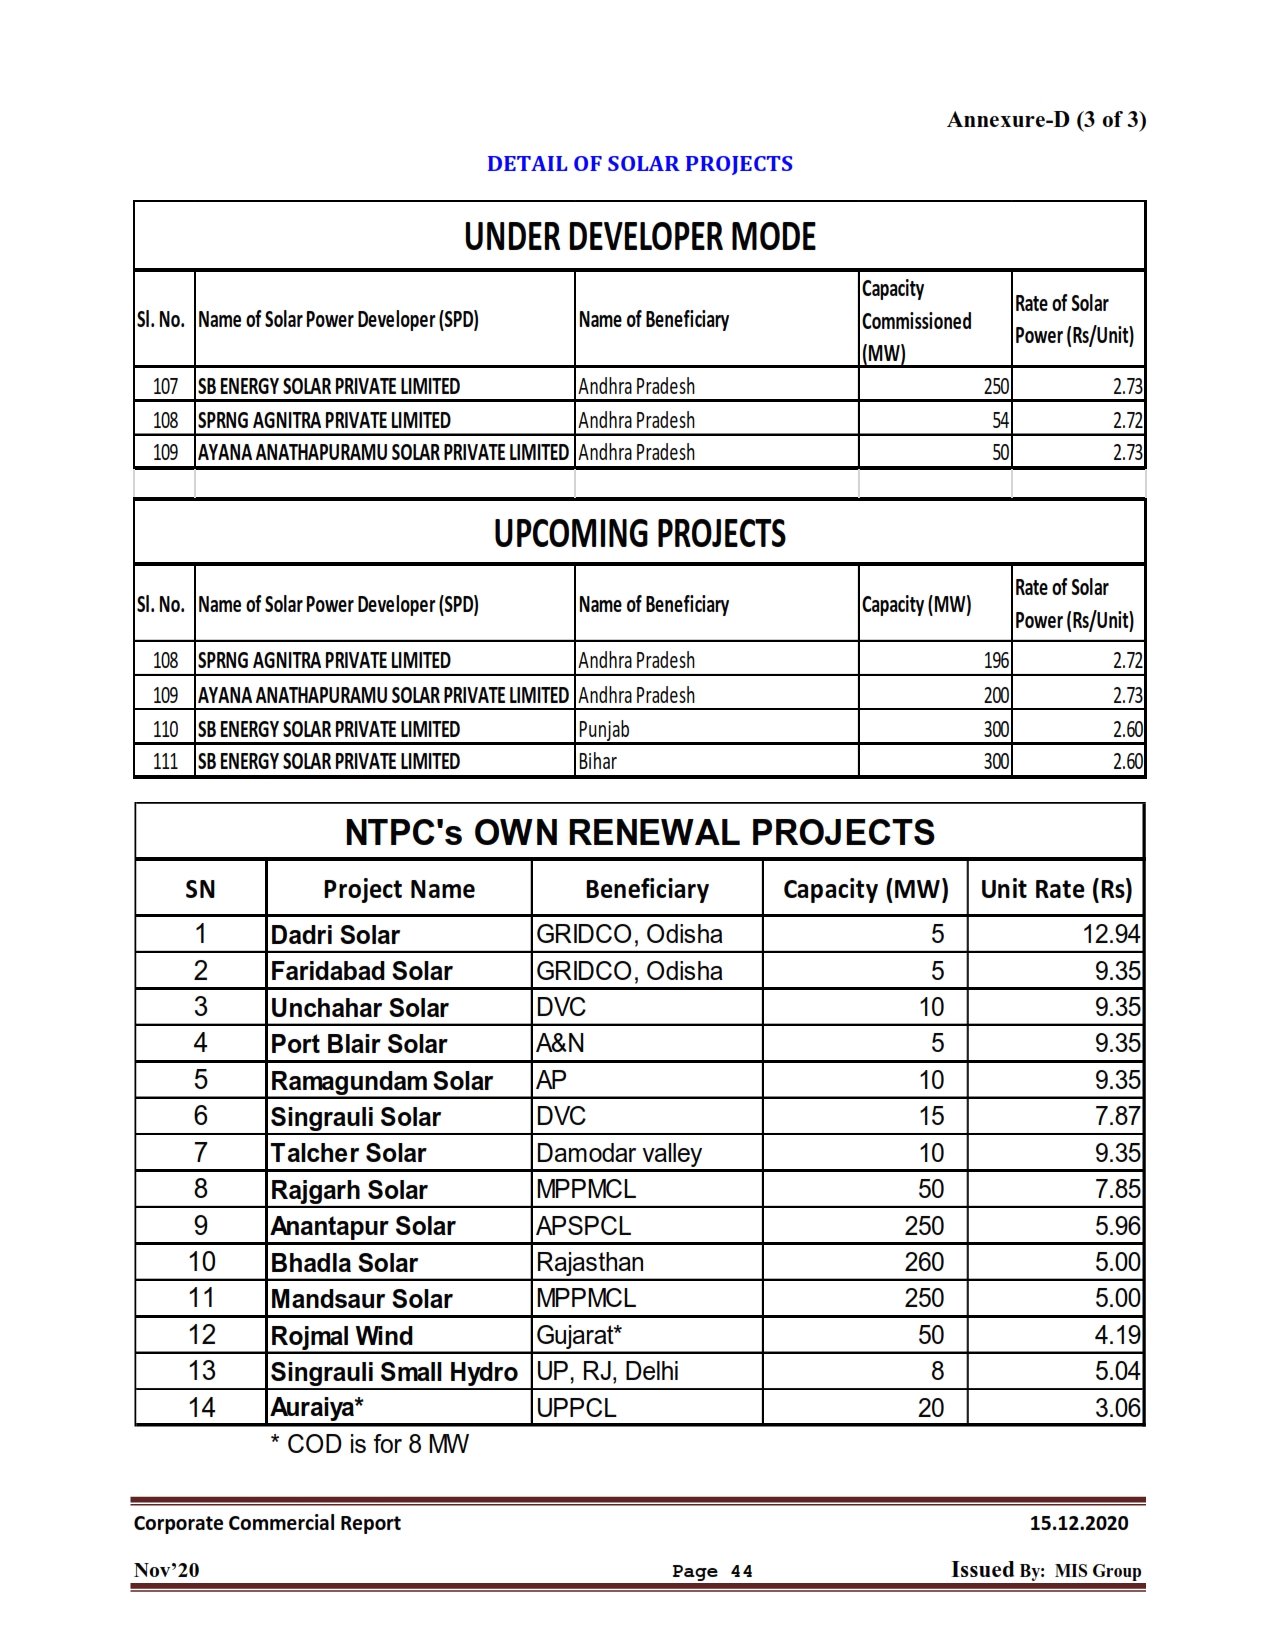 Annexure-D (3 of 3)
DETAIL OF SOLAR PROJECTS
UNDER DEVELOPER MODE
Sl. No. Name of Solar Power Developer (SPD) Name of Beneficiary Capacity Commissioned (MW) Rate of Solar Power (Rs/Unit)
107 SB ENERGY SOLAR PRIVATE LIMITED Andhra Pradesh 250 2.73
108 SPRNG AGNITRA PRIVATE LIMITED Andhra Pradesh 54 2.72
109 AYANA ANATHAPURAMU SOLAR PRIVATE LIMITED Andhra Pradesh 50 2.73
UPCOMING PROJECTS
Sl. No. Name of Solar Power Developer (SPD) Name of Beneficiary Capacity (MW) Rate of Solar Power (Rs/Unit)
108 SPRNG AGNITRA PRIVATE LIMITED Andhra Pradesh 196 2.72
109 AYANA ANATHAPURAMU SOLAR PRIVATE LIMITED Andhra Pradesh 200 2.73
110 SB ENERGY SOLAR PRIVATE LIMITED Punjab 300 2.60
111 SB ENERGY SOLAR PRIVATE LIMITED Bihar 300 2.60
NTPC's OWN RENEWAL PROJECTS
SN Project Name Beneficiary Capacity (MW) Unit Rate (Rs)
1 Dadri Solar GRIDCO, Odisha 5 12.94
2 Faridabad Solar GRIDCO, Odisha 5 9.35
3 Unchahar Solar DVC 10 9.35
4 Port Blair Solar A&N 5 9.35
5 Ramagundam Solar AP 10 9.35
6 Singrauli Solar DVC 15 7.87
7 Talcher Solar Damodar valley 10 9.35
8 Rajgarh Solar MPPMCL 50 7.85
9 Anantapur Solar APSPCL 250 5.96
10 Bhadla Solar Rajasthan 260 5.00
11 Mandsaur Solar MPPMCL 250 5.00
12 Rojmal Wind Gujarat* 50 4.19
13 Singrauli Small Hydro UP, RJ, Delhi 8 5.04
14 Auraiya* UPPCL 20 3.06
* COD is for 8 MW
Corporate Commercial Report 15.12.2020
Nov’20 Page 44 Issued By: MIS Group